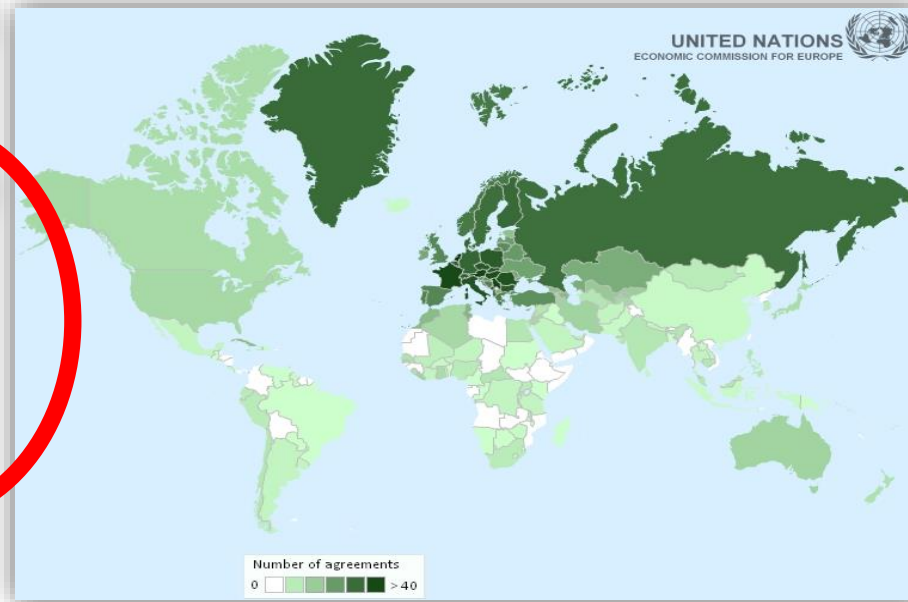 UNITED NATIONS
ECONOMIC COMMISSION FOR EUROPE
Number of agreements
0 >40